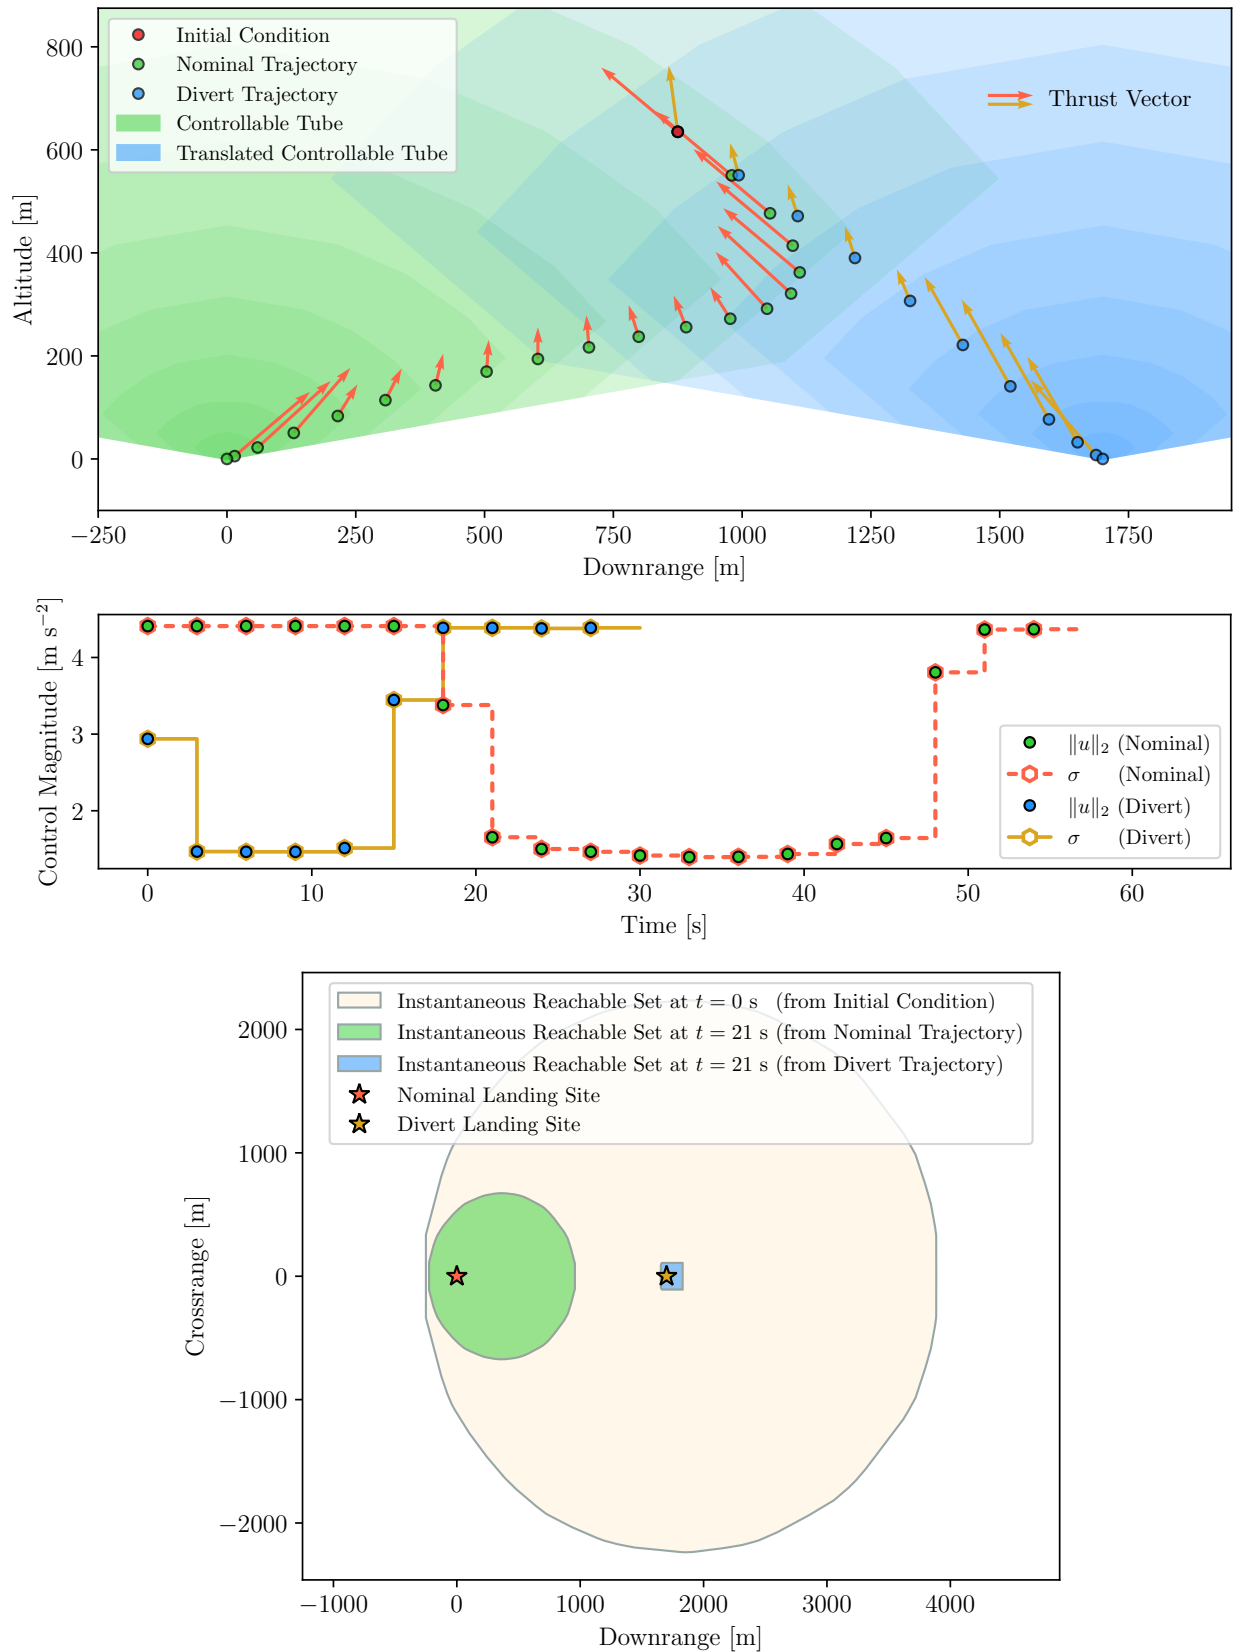 800
600
400
200
0
Altitude [m]
Initial Condition
Nominal Trajectory
Divert Trajectory
Controllable Tube
Translated Controllable Tube
Thrust Vector
−250
0
250
500
750
1000
1250
1500
1750
Downrange [m]
4
3
2
Control Magnitude [m s⁻²]
‖u‖₂ (Nominal)
σ (Nominal)
‖u‖₂ (Divert)
σ (Divert)
0
10
20
30
40
50
60
Time [s]
2000
1000
0
−1000
−2000
Crossrange [m]
Instantaneous Reachable Set at t = 0 s (from Initial Condition)
Instantaneous Reachable Set at t = 21 s (from Nominal Trajectory)
Instantaneous Reachable Set at t = 21 s (from Divert Trajectory)
Nominal Landing Site
Divert Landing Site
−1000
0
1000
2000
3000
4000
Downrange [m]